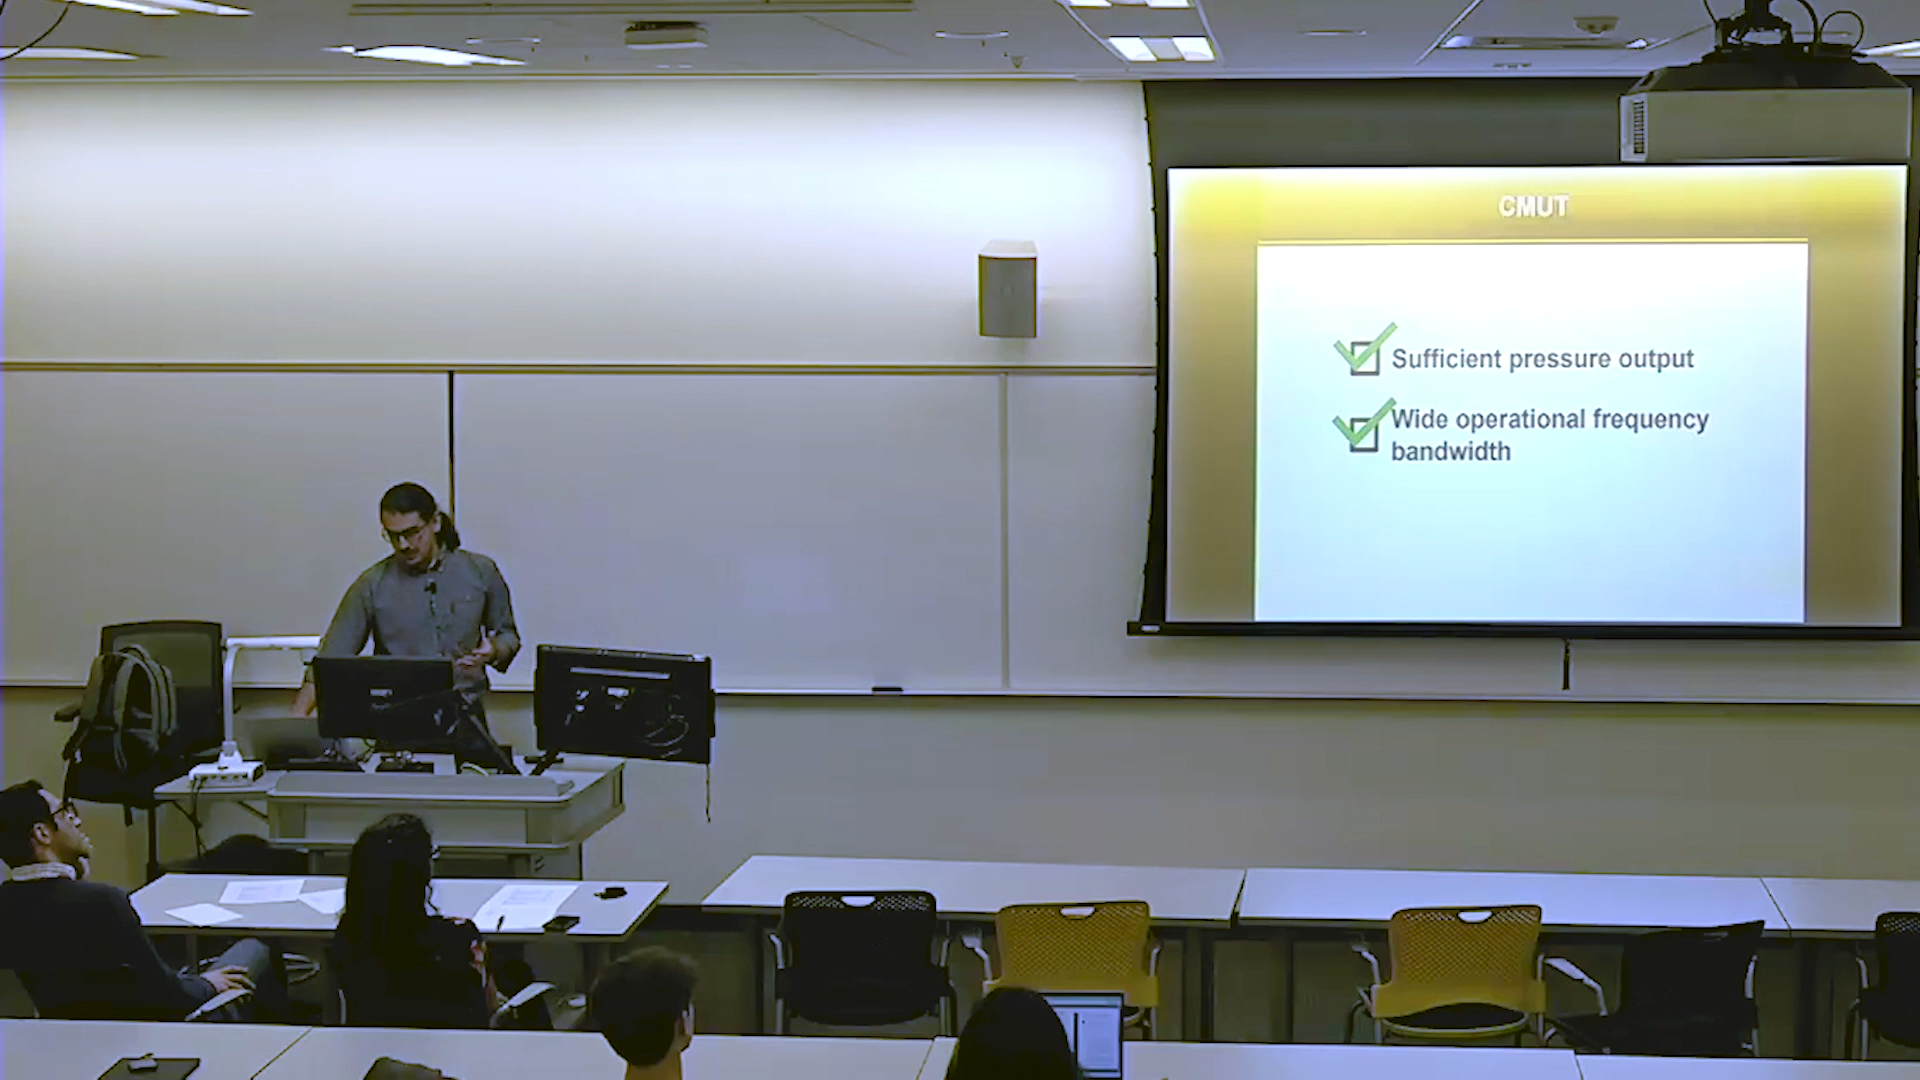 CMUT
Sufficient pressure output
Wide operational frequency
bandwidth